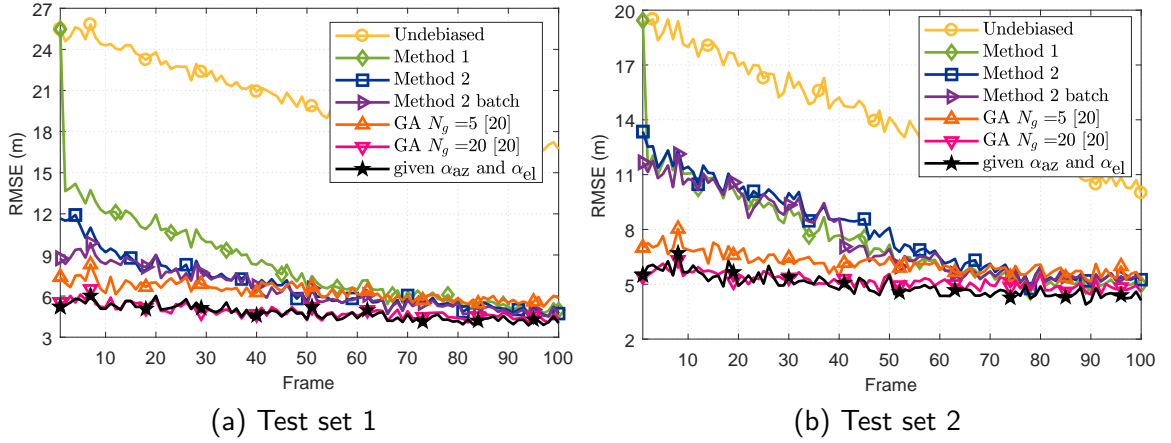 27
24
21
18
15
12
9
6
3
RMSE (m)
1 10 20 30 40 50 60 70 80 90 100
Frame
Undebiased
Method 1
Method 2
Method 2 batch
GA N_g =5 [20]
GA N_g =20 [20]
given α_az and α_el
(a) Test set 1
20
17
14
11
8
5
2
RMSE (m)
10 20 30 40 50 60 70 80 90 100
Frame
Undebiased
Method 1
Method 2
Method 2 batch
GA N_g =5 [20]
GA N_g =20 [20]
given α_az and α_el
(b) Test set 2